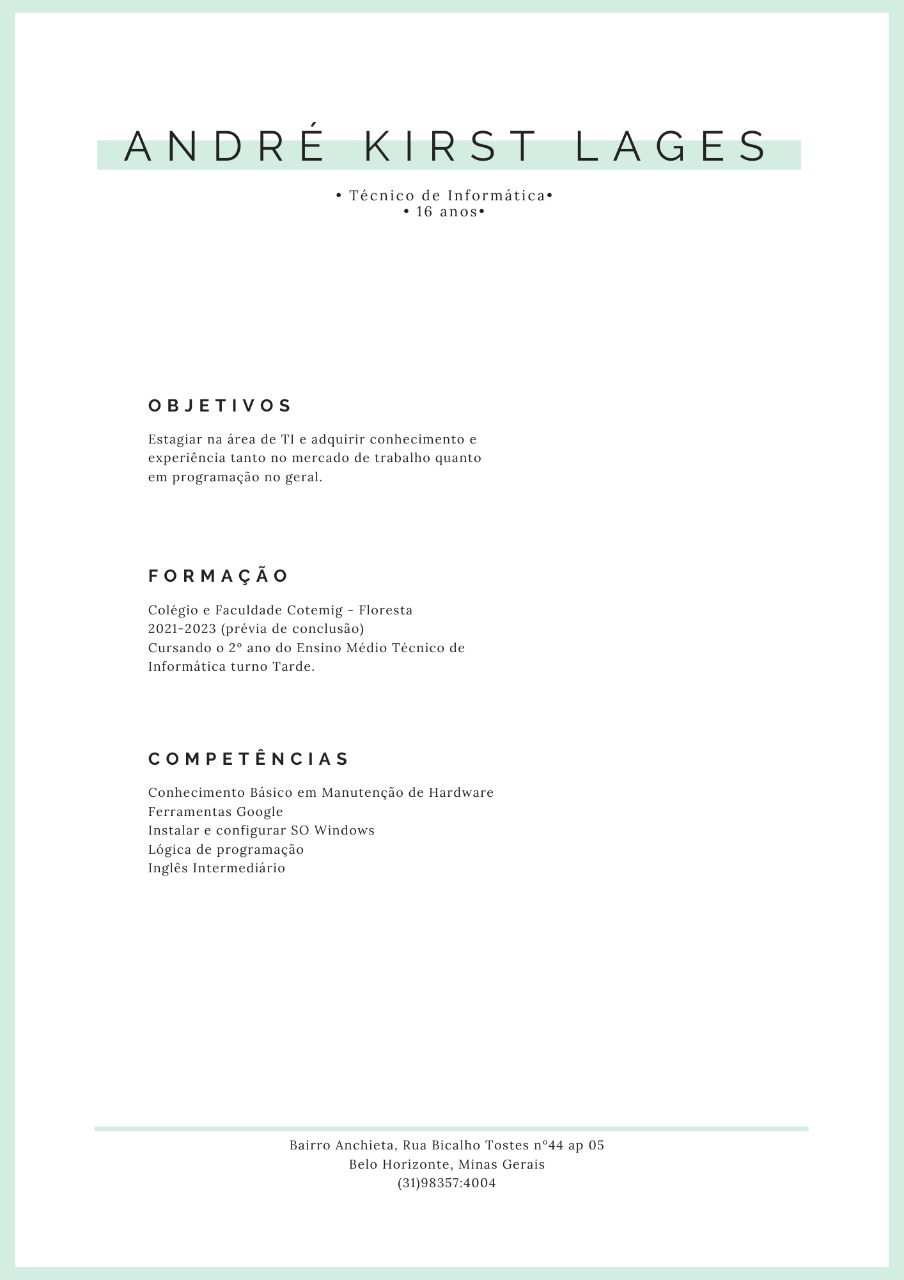 ANDRÉ KIRST LAGES
• Técnico de Informática•
• 16 anos•
OBJETIVOS
Estagiar na área de TI e adquirir conhecimento e
experiência tanto no mercado de trabalho quanto
em programação no geral.
FORMAÇÃO
Colégio e Faculdade Cotemig - Floresta
2021-2023 (prévia de conclusão)
Cursando o 2º ano do Ensino Médio Técnico de
Informática turno Tarde.
COMPETÊNCIAS
Conhecimento Básico em Manutenção de Hardware
Ferramentas Google
Instalar e configurar SO Windows
Lógica de programação
Inglês Intermediário
Bairro Anchieta, Rua Bicalho Tostes nº44 ap 05
Belo Horizonte, Minas Gerais
(31)98357:4004